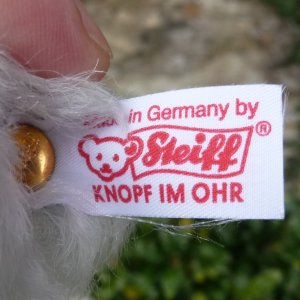 in Germany by
Steiff®
KNOPF IM OHR